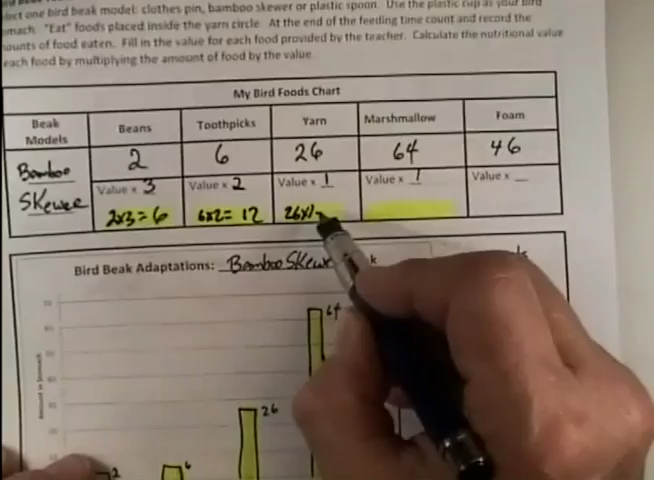 lect one bird beak model: clothes pin, bamboo skewer or plastic spoon. Use the plastic cup as your bird
omach. "Eat" foods placed inside the yarn circle. At the end of the feeding time count and record the
ounts of food eaten. Fill in the value for each food provided by the teacher. Calculate the nutritional value
each food by multiplying the amount of food by the value.
My Bird Foods Chart
Beak Models Beans Toothpicks Yarn Marshmallow Foam
Bamboo 2 6 26 64 46
Skewer Value x 3 Value x 2 Value x 1 Value x 1 Value x __
2x3=6 6x2=12 26x1
Bird Beak Adaptations: Bamboo Skewe
64
26
6
2